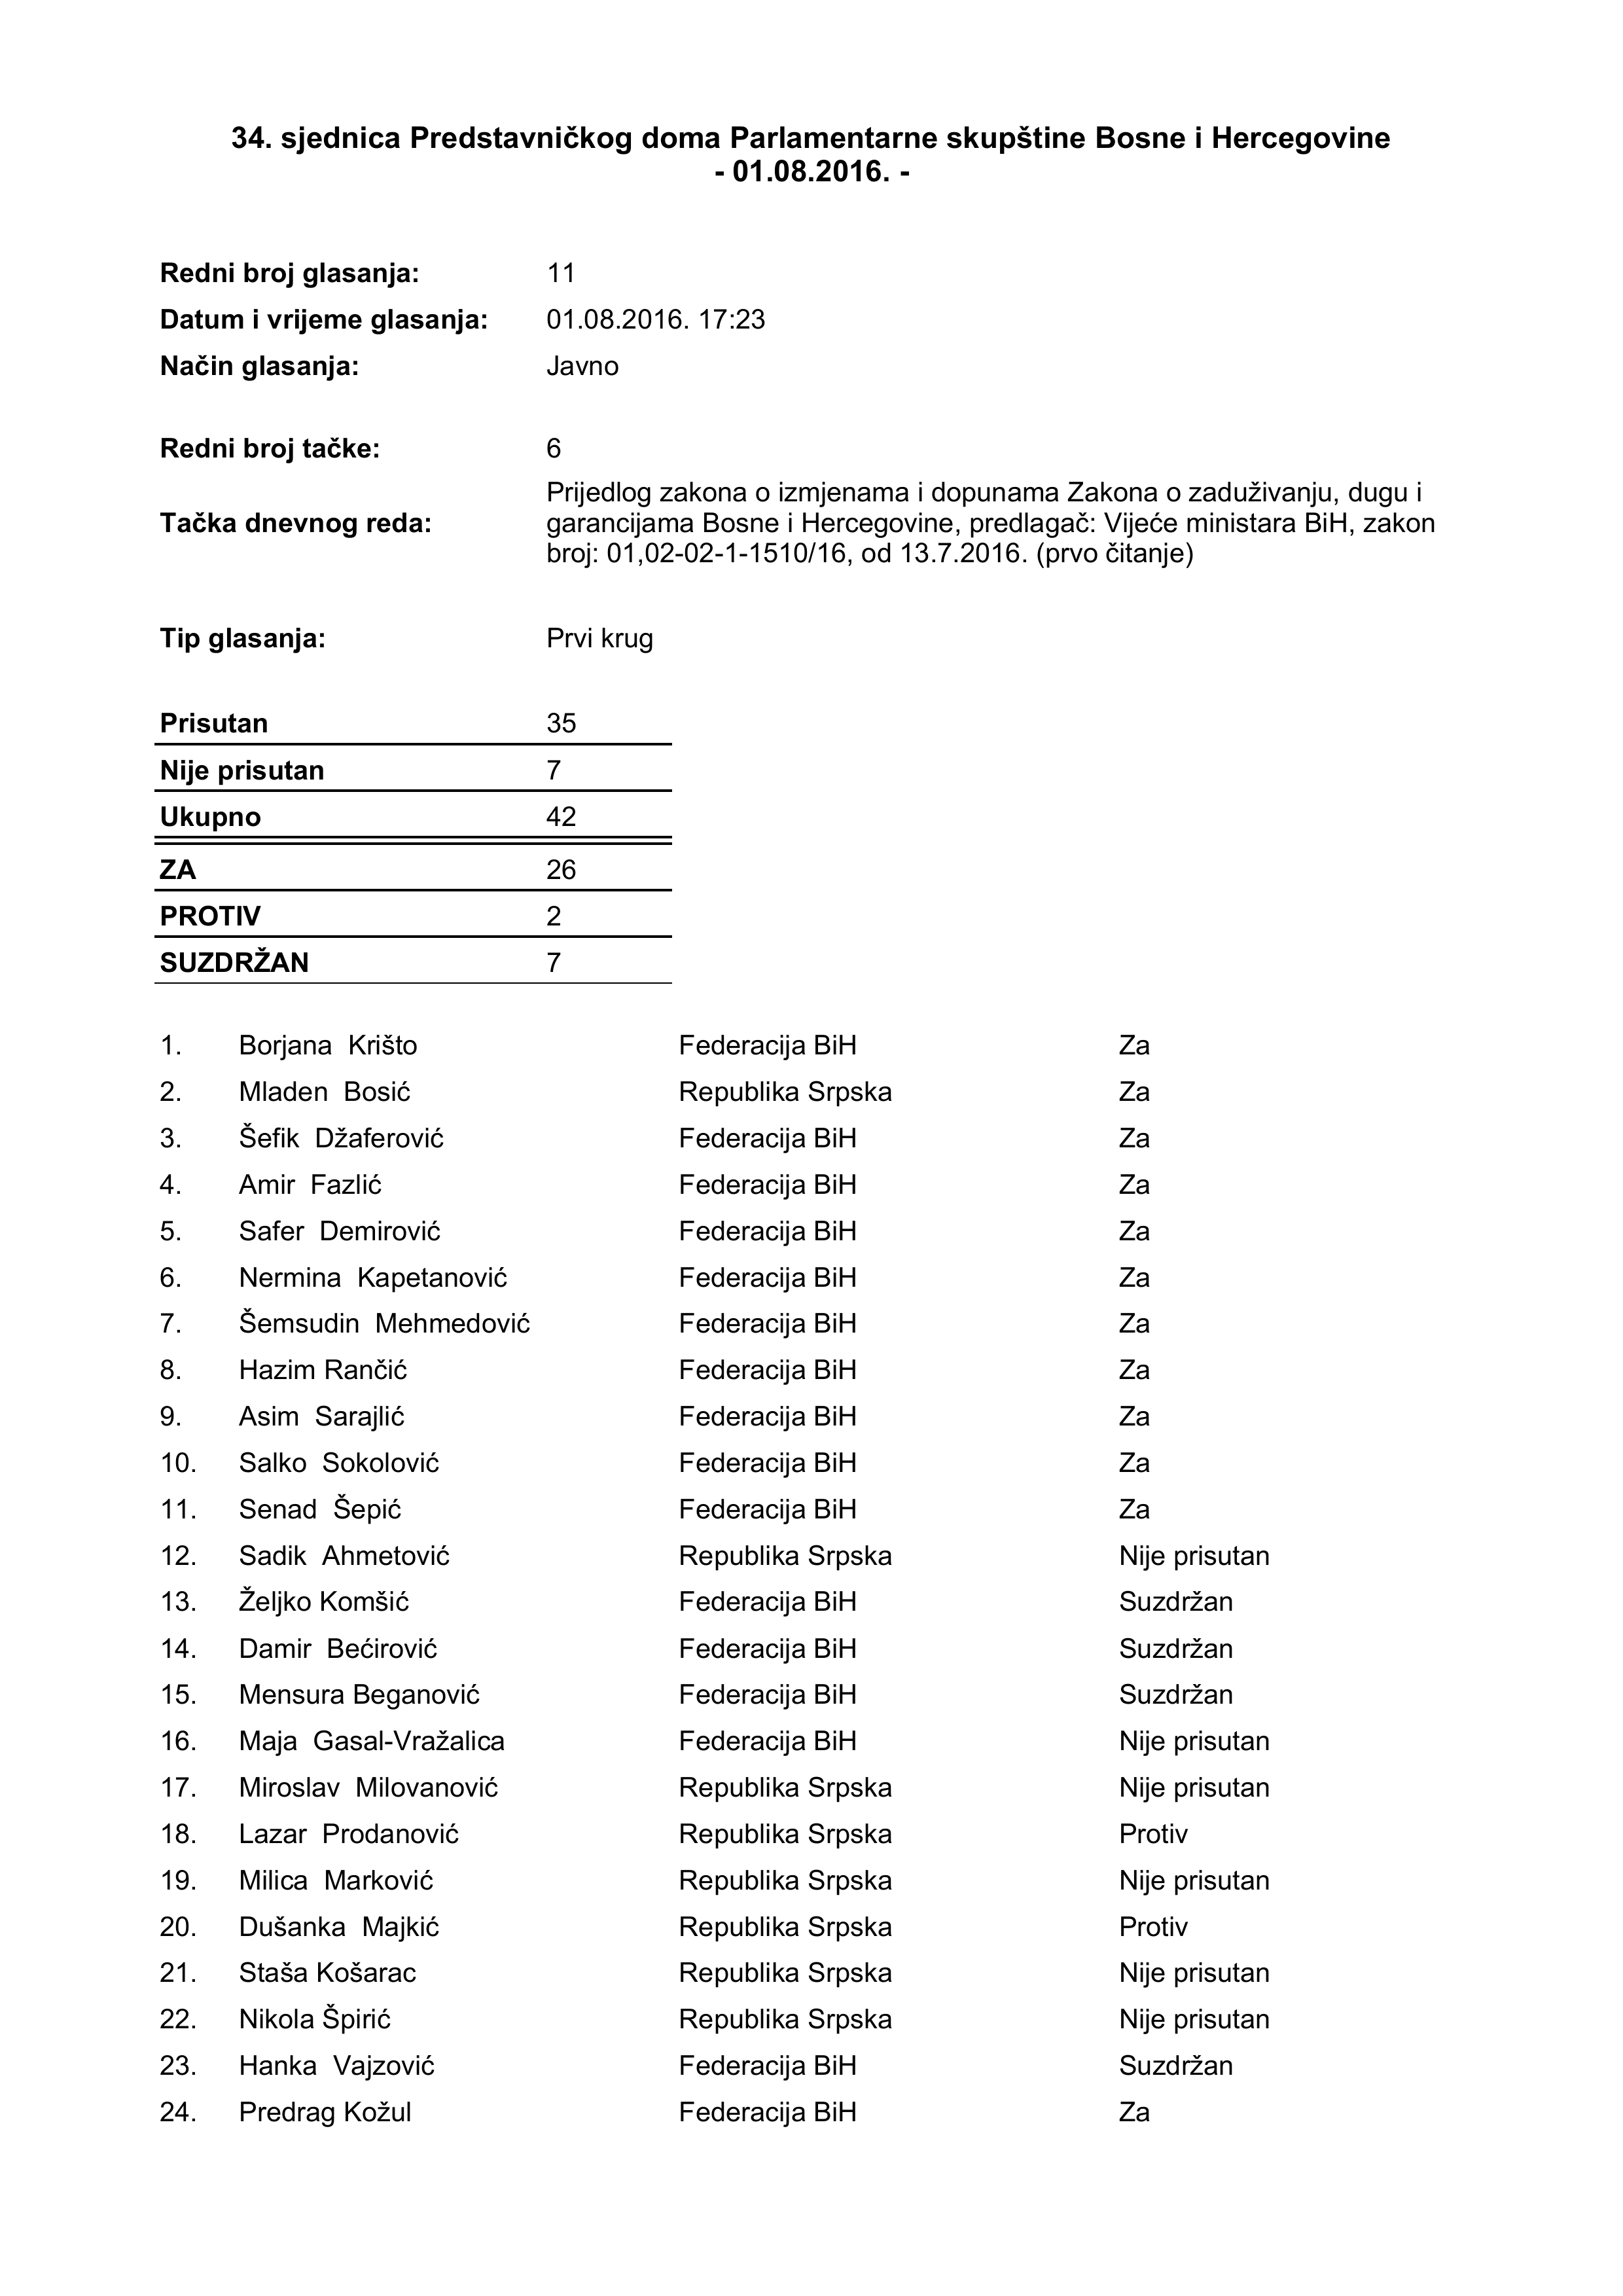 34. sjednica Predstavničkog doma Parlamentarne skupštine Bosne i Hercegovine
- 01.08.2016. -
Redni broj glasanja: 11
Datum i vrijeme glasanja: 01.08.2016. 17:23
Način glasanja: Javno
Redni broj tačke: 6
Tačka dnevnog reda: Prijedlog zakona o izmjenama i dopunama Zakona o zaduživanju, dugu i
garancijama Bosne i Hercegovine, predlagač: Vijeće ministara BiH, zakon
broj: 01,02-02-1-1510/16, od 13.7.2016. (prvo čitanje)
Tip glasanja: Prvi krug
Prisutan 35
Nije prisutan 7
Ukupno 42
ZA 26
PROTIV 2
SUZDRŽAN 7
1. Borjana Krišto Federacija BiH Za
2. Mladen Bosić Republika Srpska Za
3. Šefik Džaferović Federacija BiH Za
4. Amir Fazlić Federacija BiH Za
5. Safer Demirović Federacija BiH Za
6. Nermina Kapetanović Federacija BiH Za
7. Šemsudin Mehmedović Federacija BiH Za
8. Hazim Rančić Federacija BiH Za
9. Asim Sarajlić Federacija BiH Za
10. Salko Sokolović Federacija BiH Za
11. Senad Šepić Federacija BiH Za
12. Sadik Ahmetović Republika Srpska Nije prisutan
13. Željko Komšić Federacija BiH Suzdržan
14. Damir Bećirović Federacija BiH Suzdržan
15. Mensura Beganović Federacija BiH Suzdržan
16. Maja Gasal-Vražalica Federacija BiH Nije prisutan
17. Miroslav Milovanović Republika Srpska Nije prisutan
18. Lazar Prodanović Republika Srpska Protiv
19. Milica Marković Republika Srpska Nije prisutan
20. Dušanka Majkić Republika Srpska Protiv
21. Staša Košarac Republika Srpska Nije prisutan
22. Nikola Špirić Republika Srpska Nije prisutan
23. Hanka Vajzović Federacija BiH Suzdržan
24. Predrag Kožul Federacija BiH Za